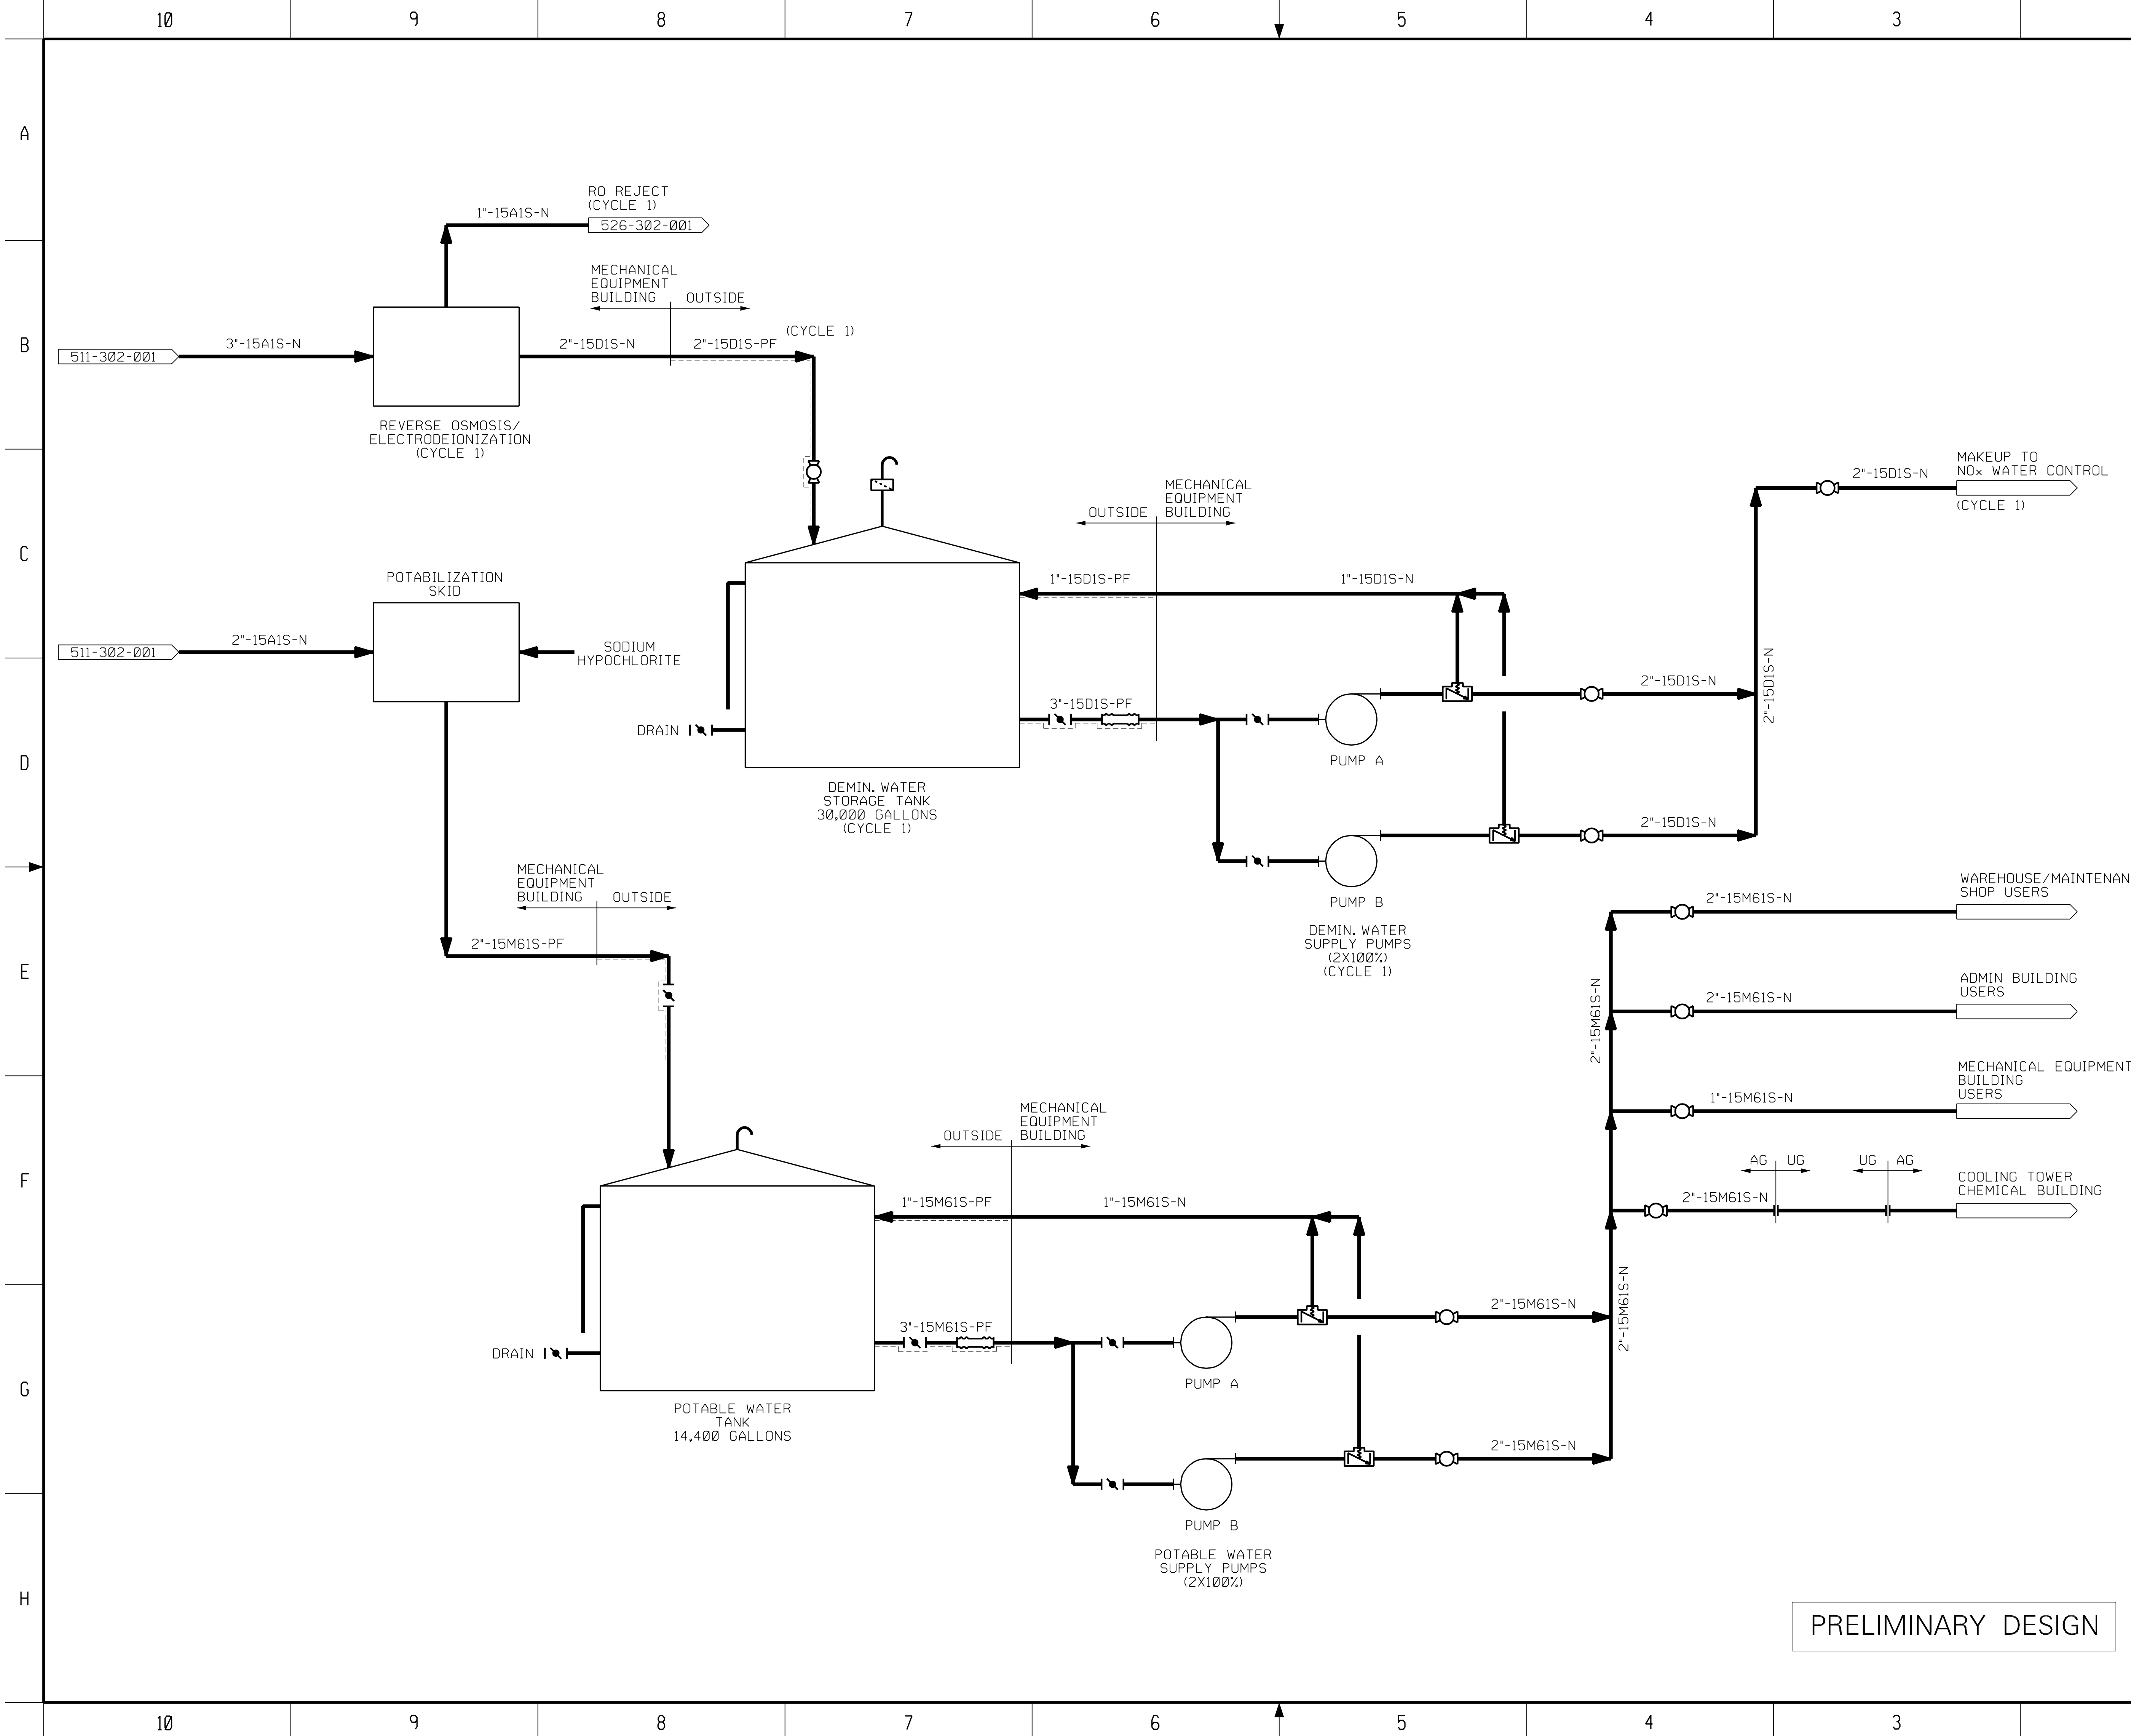 10 9 8 7 6 5 4 3
A
RO REJECT
(CYCLE 1)
1"-15A1S-N
526-302-001
MECHANICAL
EQUIPMENT
BUILDING
OUTSIDE
(CYCLE 1)
B
511-302-001
3"-15A1S-N
2"-15D1S-N
2"-15D1S-PF
REVERSE OSMOSIS/
ELECTRODEIONIZATION
(CYCLE 1)
MAKEUP TO
NOx WATER CONTROL
2"-15D1S-N
(CYCLE 1)
MECHANICAL
EQUIPMENT
BUILDING
OUTSIDE
C
POTABILIZATION
SKID
1"-15D1S-PF
1"-15D1S-N
511-302-001
2"-15A1S-N
SODIUM
HYPOCHLORITE
2"-15D1S-N
2"-15D1S-N
3"-15D1S-PF
DRAIN
PUMP A
D
DEMIN. WATER
STORAGE TANK
30,000 GALLONS
(CYCLE 1)
2"-15D1S-N
PUMP B
DEMIN. WATER
SUPPLY PUMPS
(2X100%)
(CYCLE 1)
MECHANICAL
EQUIPMENT
BUILDING
OUTSIDE
2"-15M61S-PF
E
WAREHOUSE/MAINTENAN
SHOP USERS
2"-15M61S-N
ADMIN BUILDING
USERS
2"-15M61S-N
2"-15M61S-N
MECHANICAL EQUIPMENT
BUILDING
USERS
1"-15M61S-N
MECHANICAL
EQUIPMENT
BUILDING
OUTSIDE
F
AG UG
UG AG
COOLING TOWER
CHEMICAL BUILDING
2"-15M61S-N
1"-15M61S-PF
1"-15M61S-N
2"-15M61S-N
2"-15M61S-N
3"-15M61S-PF
DRAIN
PUMP A
G
POTABLE WATER
TANK
14,400 GALLONS
2"-15M61S-N
PUMP B
POTABLE WATER
SUPPLY PUMPS
(2X100%)
H
PRELIMINARY DESIGN
10 9 8 7 6 5 4 3